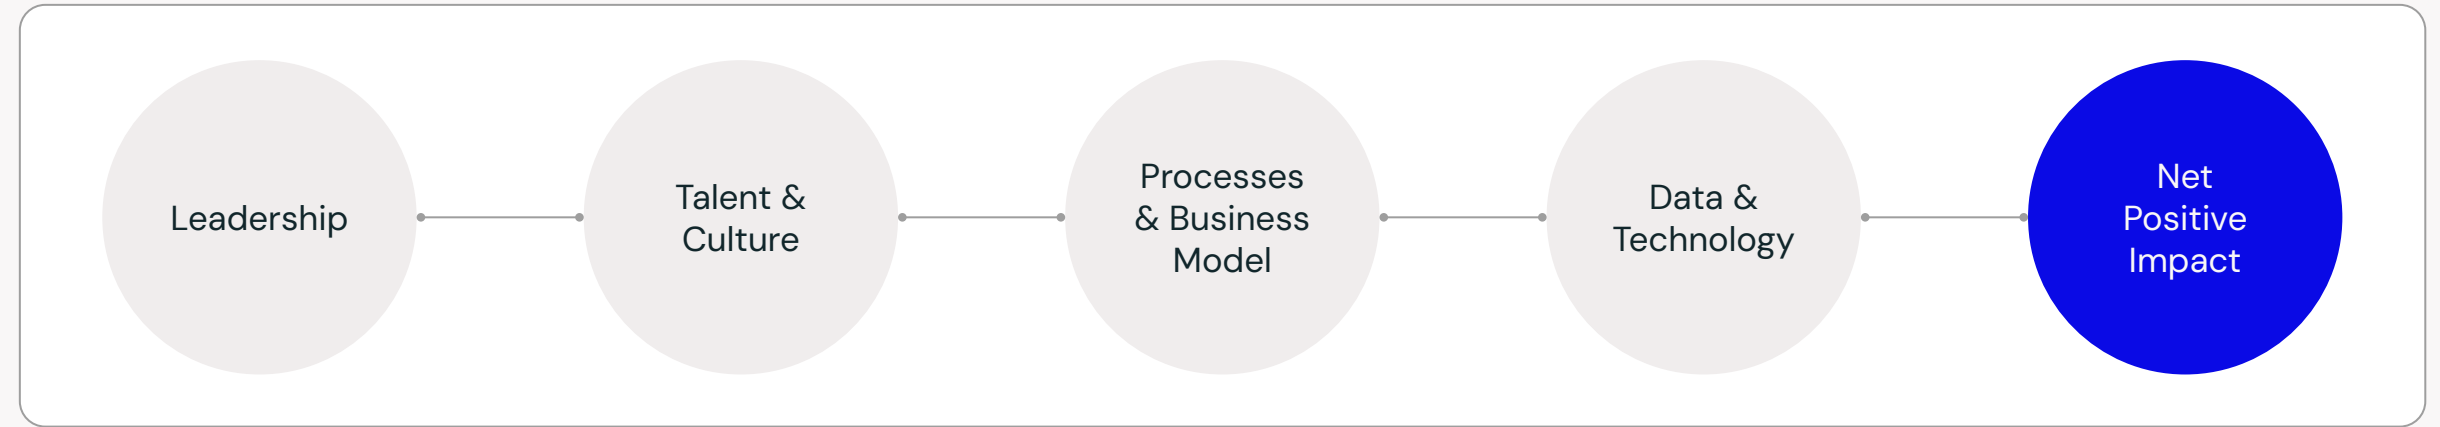 Leadership
Talent &
Culture
Processes
& Business
Model
Data &
Technology
Net
Positive
Impact